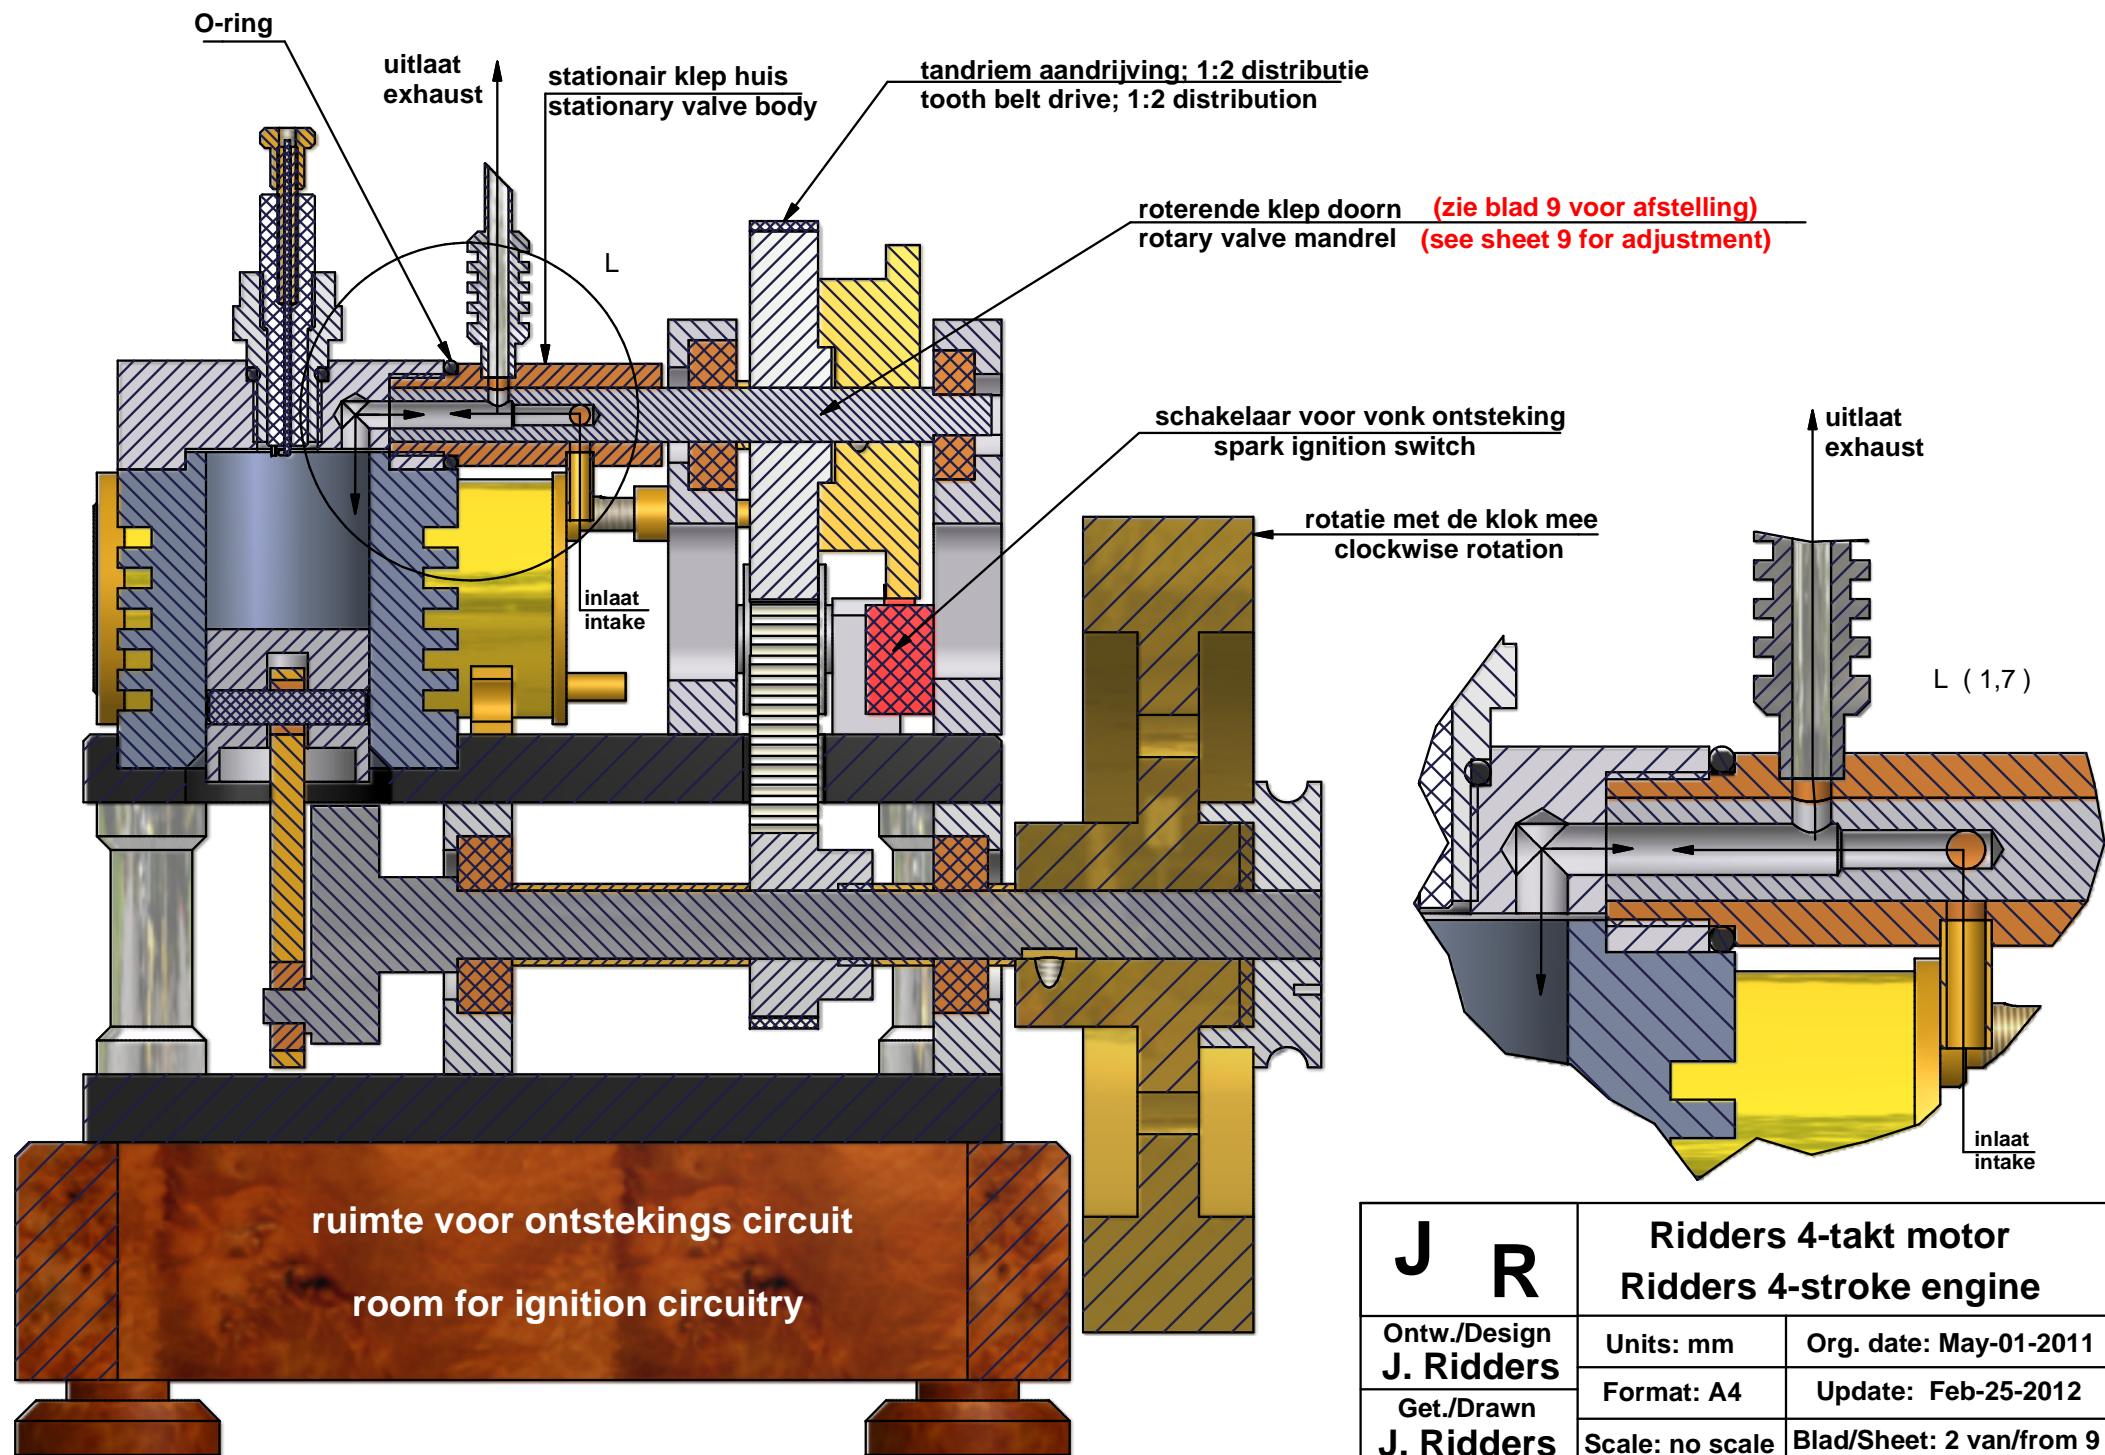 O-ring
uitlaat
exhaust
stationair klep huis
stationary valve body
tandriem aandrijving; 1:2 distributie
tooth belt drive; 1:2 distribution
roterende klep doorn (zie blad 9 voor afstelling)
rotary valve mandrel (see sheet 9 for adjustment)
L
schakelaar voor vonk ontsteking
spark ignition switch
uitlaat
exhaust
rotatie met de klok mee
clockwise rotation
inlaat
intake
L ( 1,7 )
inlaat
intake
ruimte voor ontstekings circuit
room for ignition circuitry
J R
Ridders 4-takt motor
Ridders 4-stroke engine
Ontw./Design
J. Ridders
Units: mm
Org. date: May-01-2011
Format: A4
Update: Feb-25-2012
Get./Drawn
J. Ridders
Scale: no scale
Blad/Sheet: 2 van/from 9